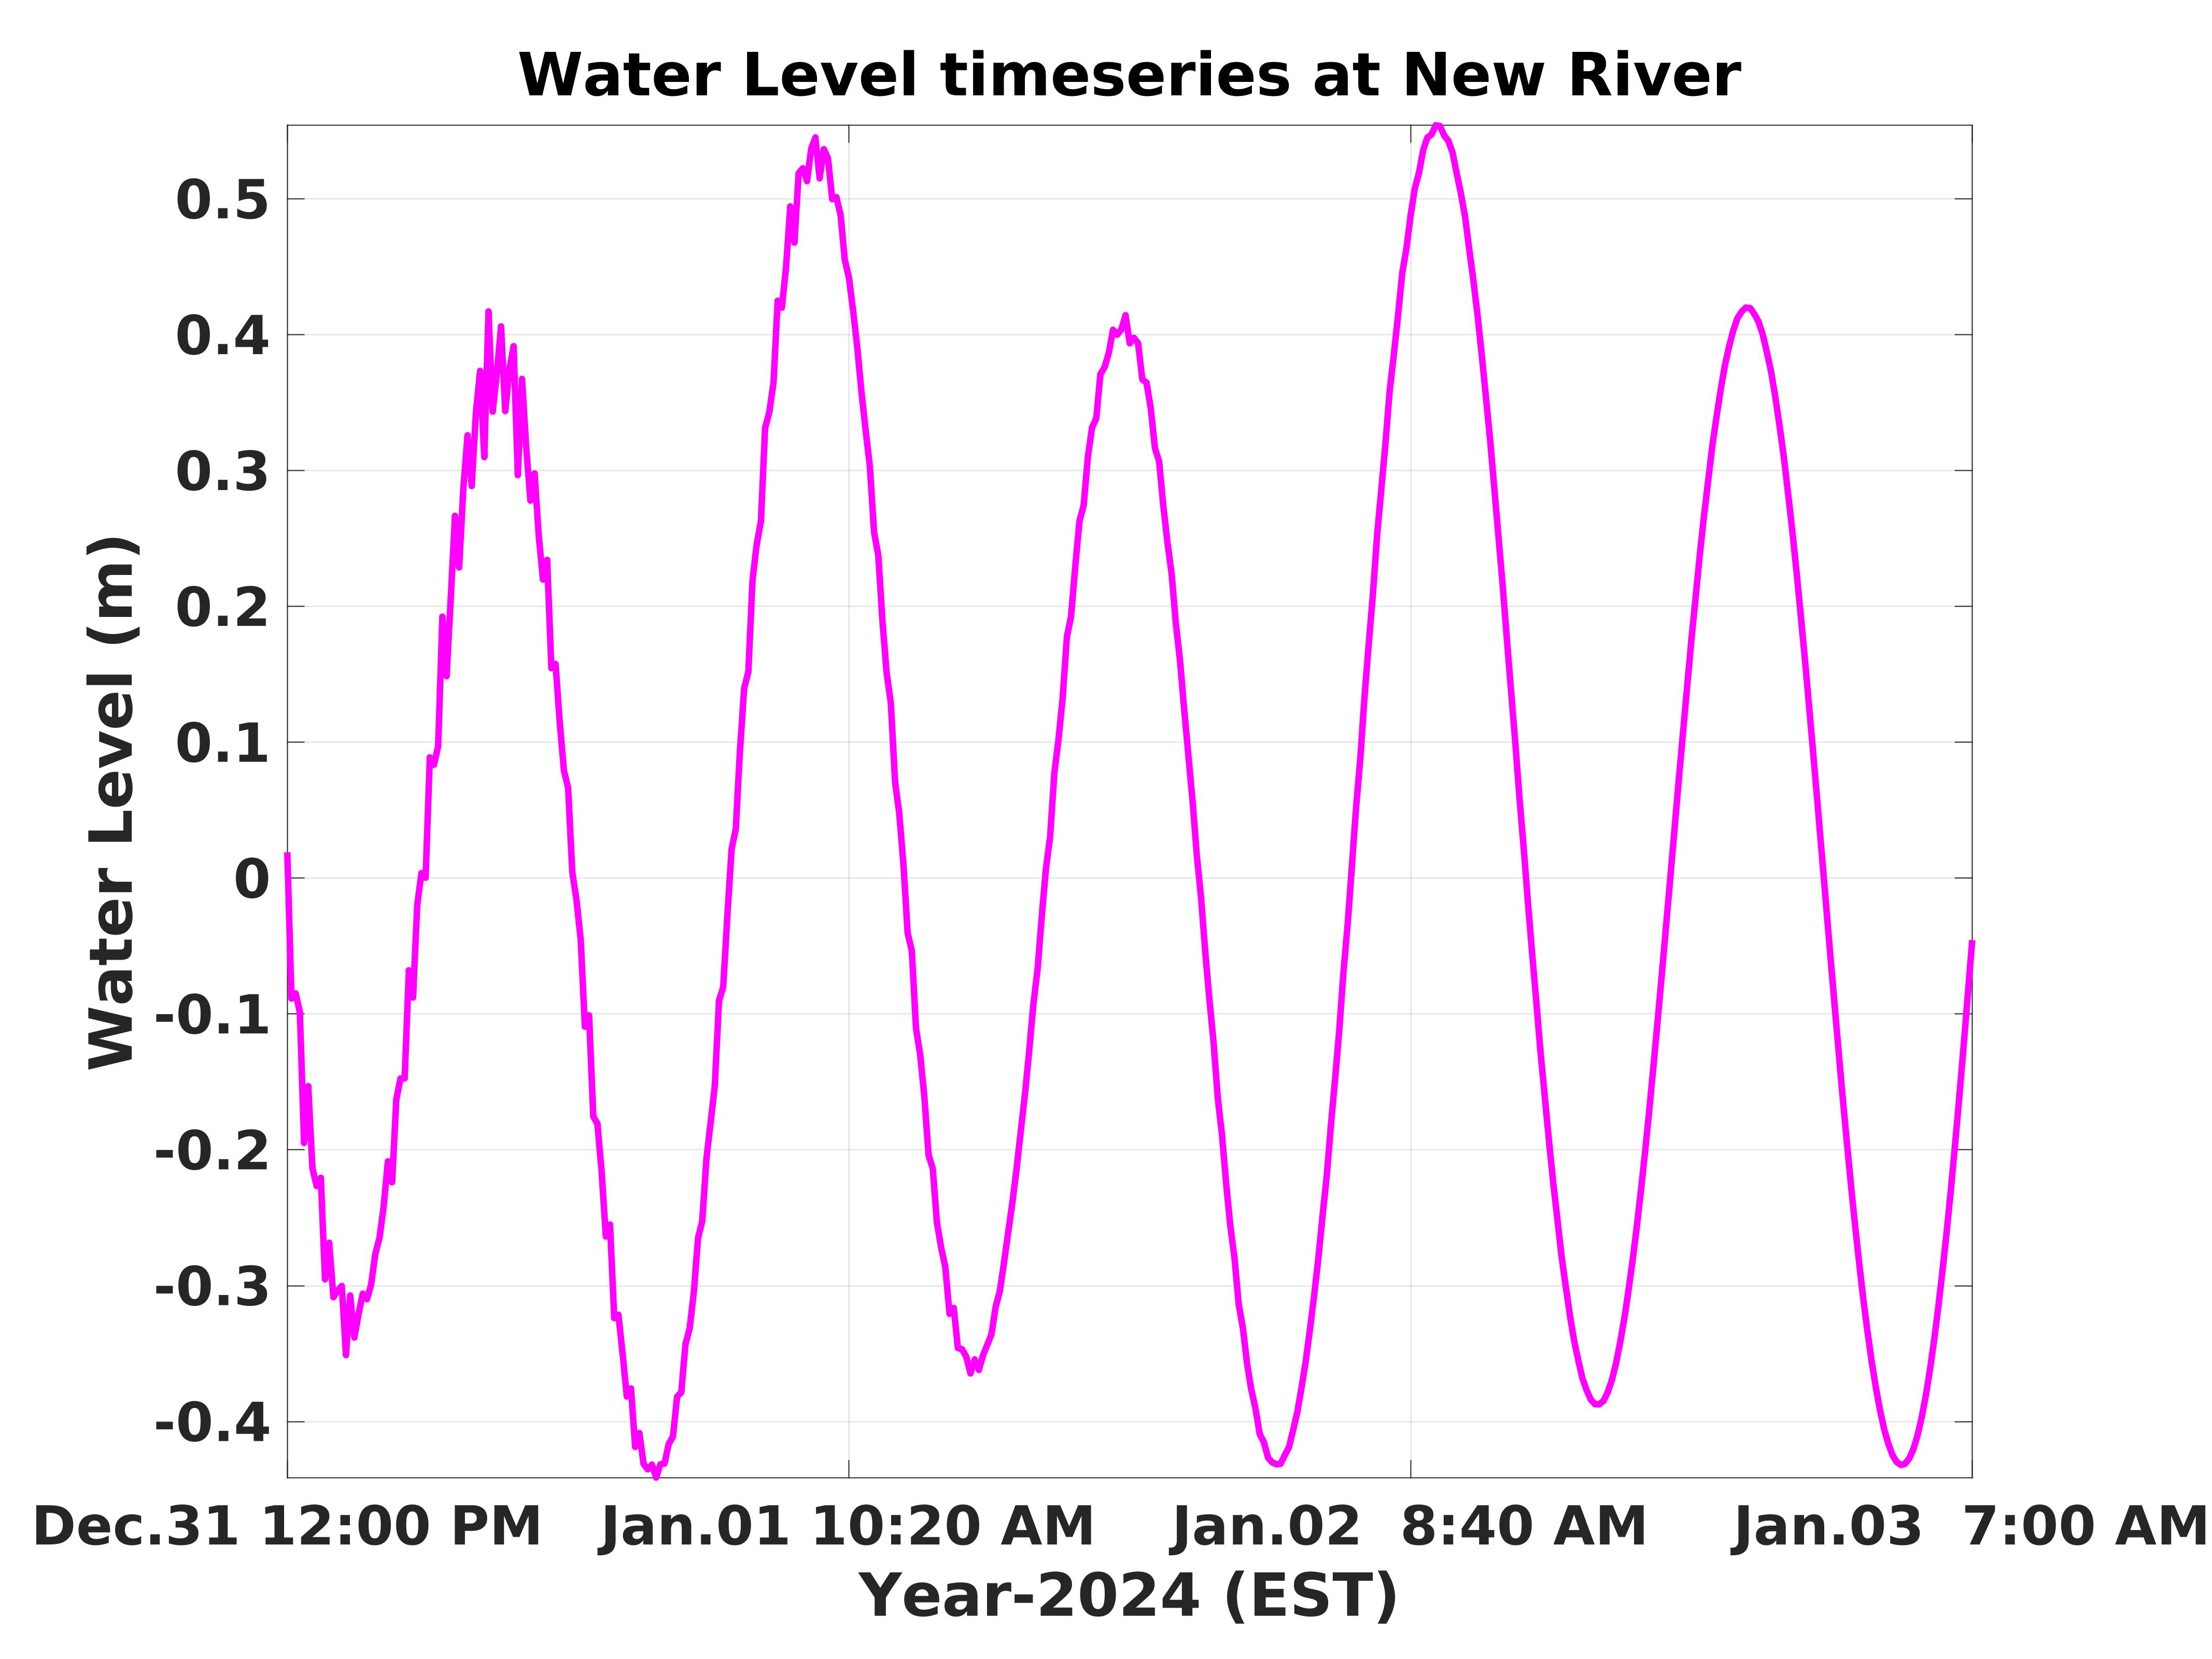 Water Level timeseries at New River
Water Level (m)
0.5
0.4
0.3
0.2
0.1
0
-0.1
-0.2
-0.3
-0.4
Dec.31 12:00 PM
Jan.01 10:20 AM
Jan.02 8:40 AM
Jan.03 7:00 AM
Year-2024 (EST)